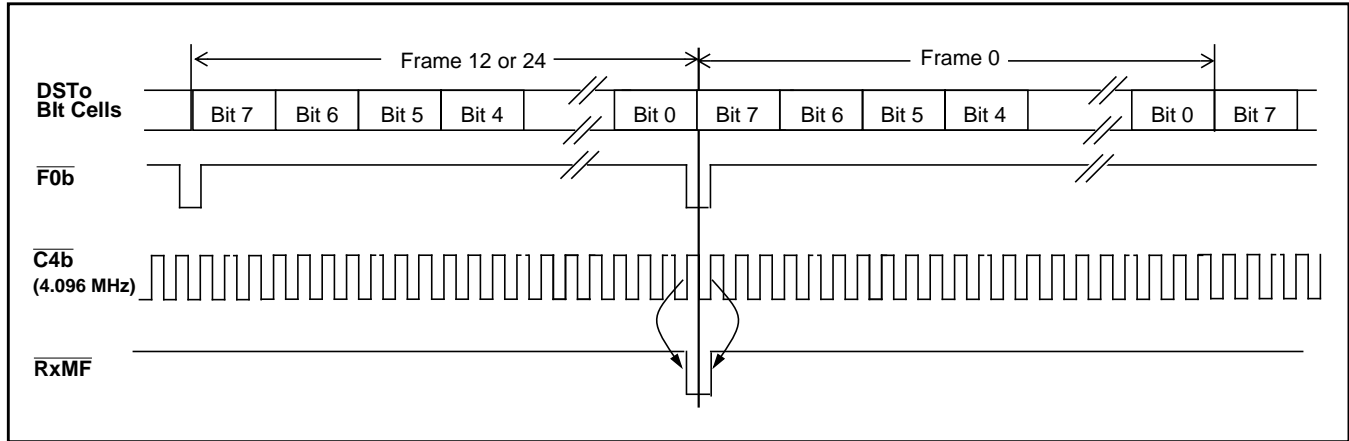 Frame 12 or 24 Frame 0
DSTo
BIt Cells
Bit 7 Bit 6 Bit 5 Bit 4 Bit 0 Bit 7 Bit 6 Bit 5 Bit 4 Bit 0 Bit 7
F0b
C4b
(4.096 MHz)
RxMF